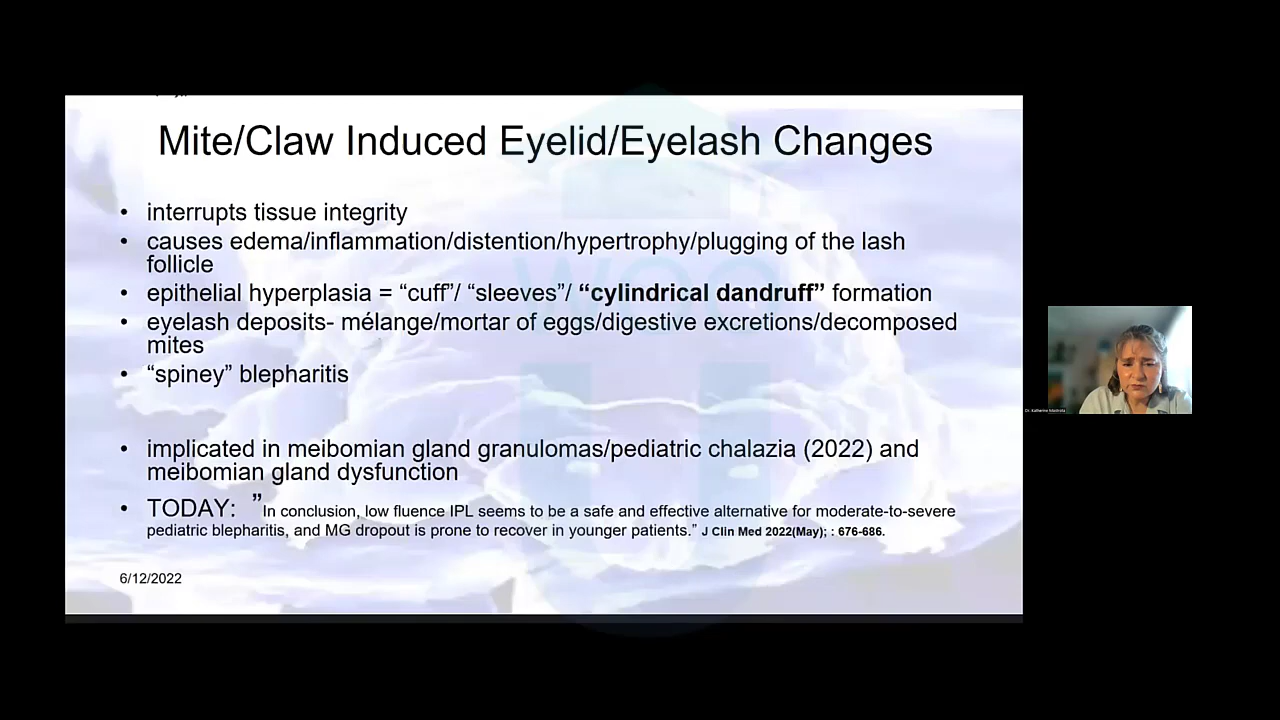 Mite/Claw Induced Eyelid/Eyelash Changes
• interrupts tissue integrity
• causes edema/inflammation/distention/hypertrophy/plugging of the lash
follicle
• epithelial hyperplasia = “cuff”/ “sleeves”/ “cylindrical dandruff” formation
• eyelash deposits- mélange/mortar of eggs/digestive excretions/decomposed
mites
• “spiney” blepharitis
• implicated in meibomian gland granulomas/pediatric chalazia (2022) and
meibomian gland dysfunction
• TODAY: ”In conclusion, low fluence IPL seems to be a safe and effective alternative for moderate-to-severe
pediatric blepharitis, and MG dropout is prone to recover in younger patients.” J Clin Med 2022(May); : 676-686.
6/12/2022
Dr. Katherine